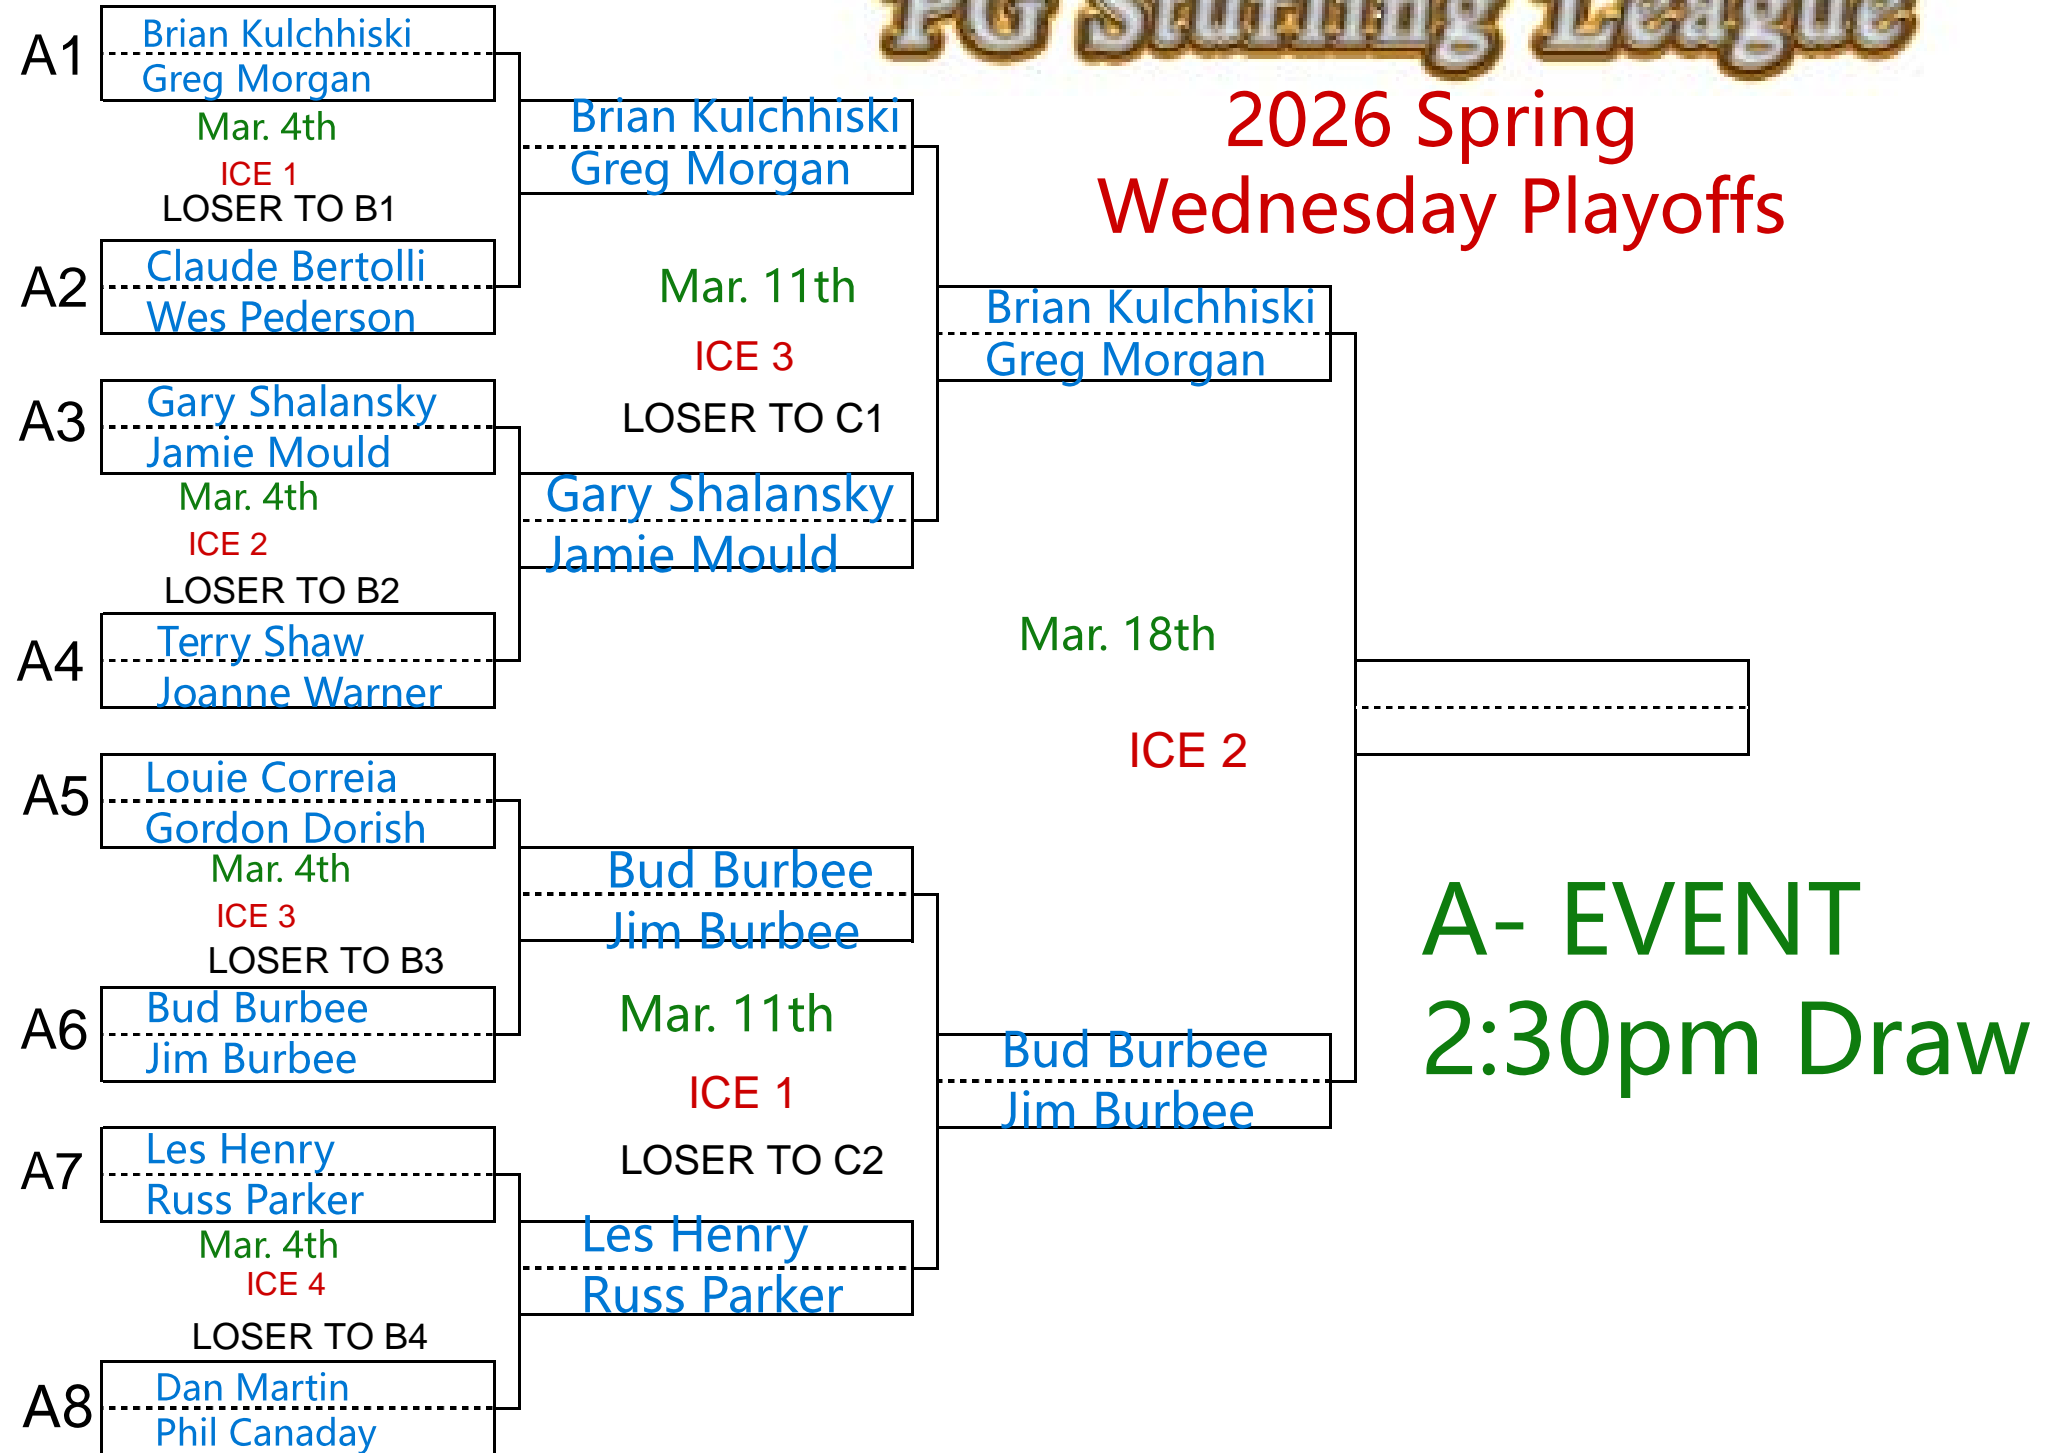 PG Sturling League
2026 Spring
Wednesday Playoffs
A1
Brian Kulchhiski
Greg Morgan
Mar. 4th
ICE 1
LOSER TO B1
A2
Claude Bertolli
Wes Pederson
A3
Gary Shalansky
Jamie Mould
Mar. 4th
ICE 2
LOSER TO B2
A4
Terry Shaw
Joanne Warner
A5
Louie Correia
Gordon Dorish
Mar. 4th
ICE 3
LOSER TO B3
A6
Bud Burbee
Jim Burbee
A7
Les Henry
Russ Parker
Mar. 4th
ICE 4
LOSER TO B4
A8
Dan Martin
Phil Canaday
Brian Kulchhiski
Greg Morgan
Mar. 11th
ICE 3
LOSER TO C1
Gary Shalansky
Jamie Mould
Bud Burbee
Jim Burbee
Mar. 11th
ICE 1
LOSER TO C2
Les Henry
Russ Parker
Brian Kulchhiski
Greg Morgan
Mar. 18th
ICE 2
Bud Burbee
Jim Burbee
A- EVENT
2:30pm Draw